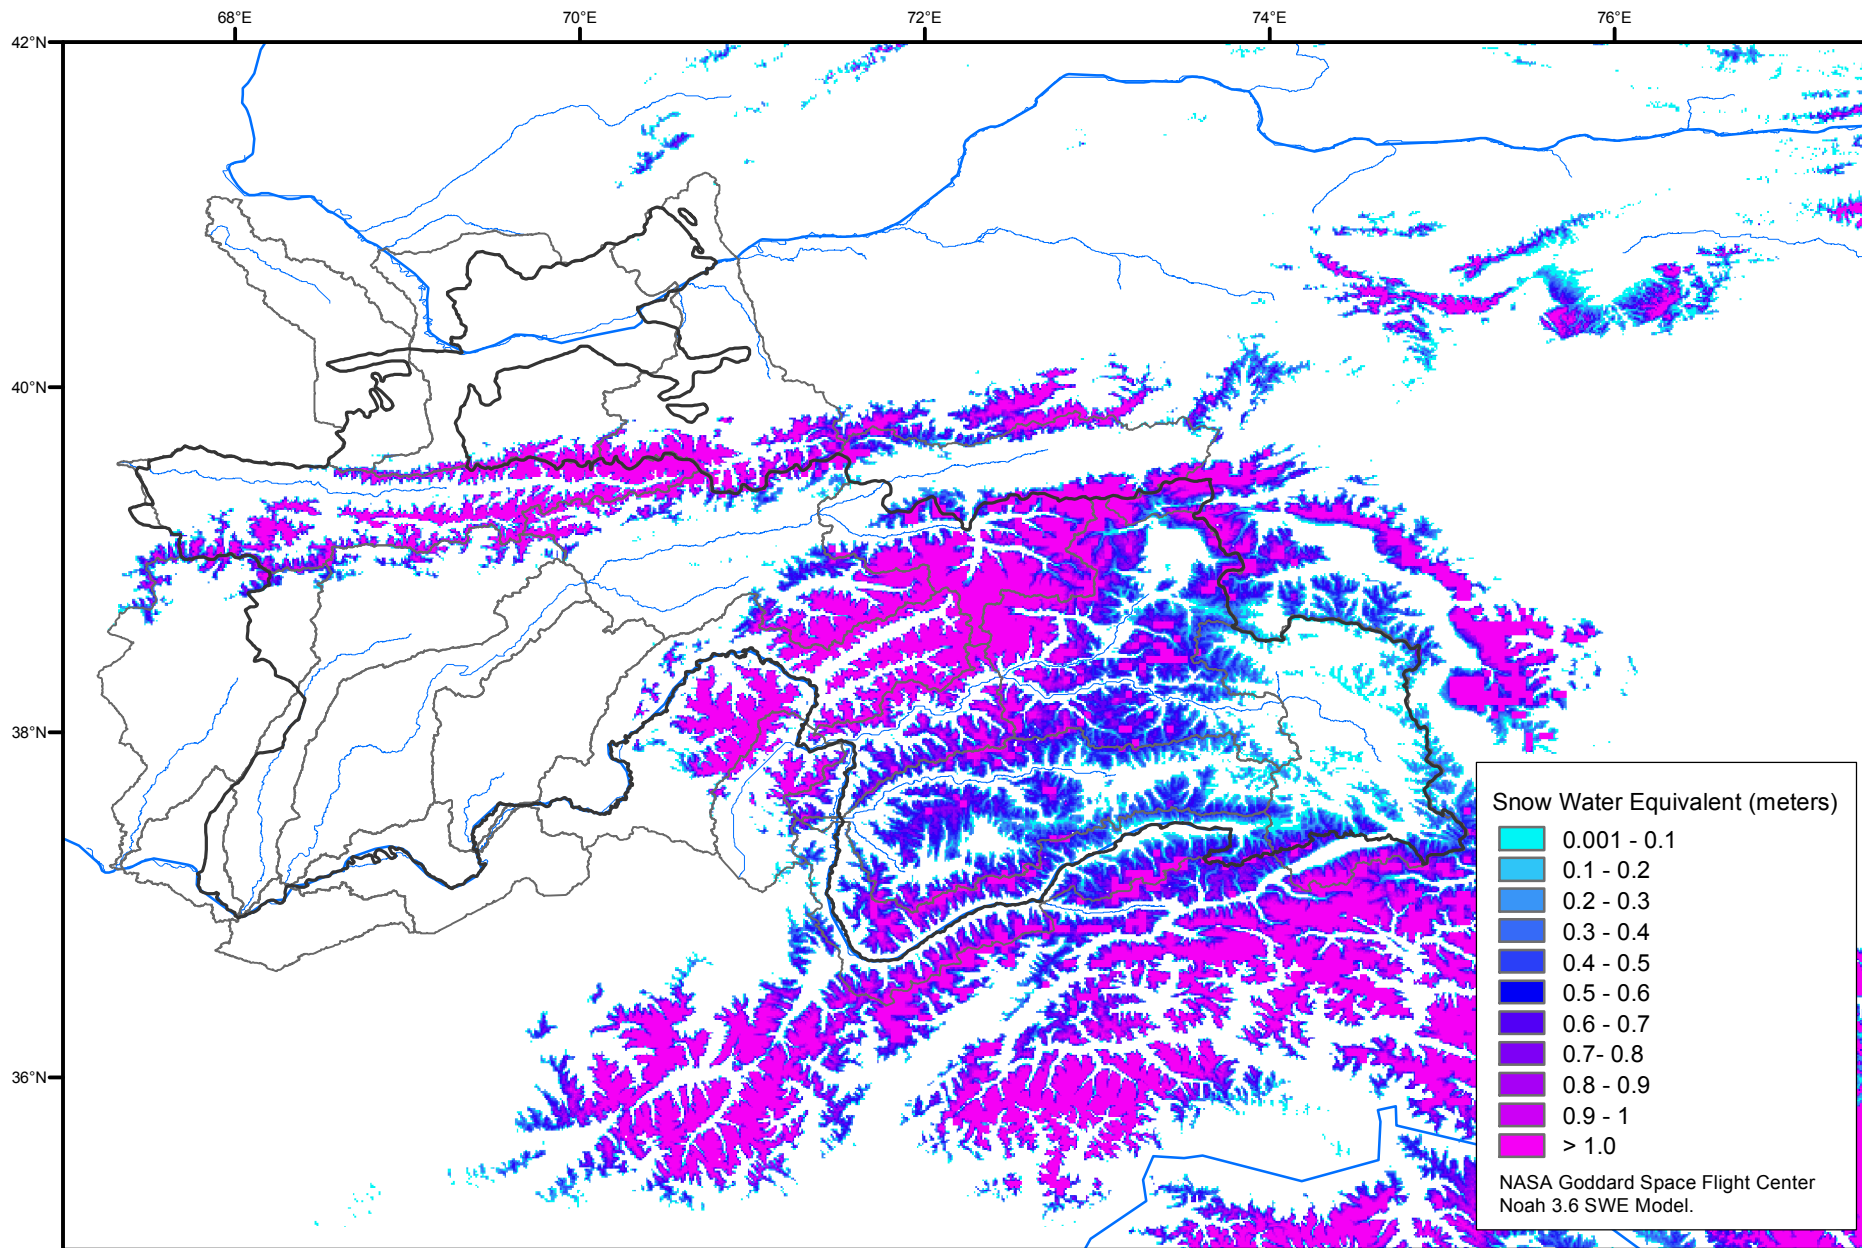 68°E
70°E
72°E
74°E
76°E
42°N
40°N
38°N
36°N
Snow Water Equivalent (meters)
0.001 - 0.1
0.1 - 0.2
0.2 - 0.3
0.3 - 0.4
0.4 - 0.5
0.5 - 0.6
0.6 - 0.7
0.7- 0.8
0.8 - 0.9
0.9 - 1
> 1.0
NASA Goddard Space Flight Center
Noah 3.6 SWE Model.